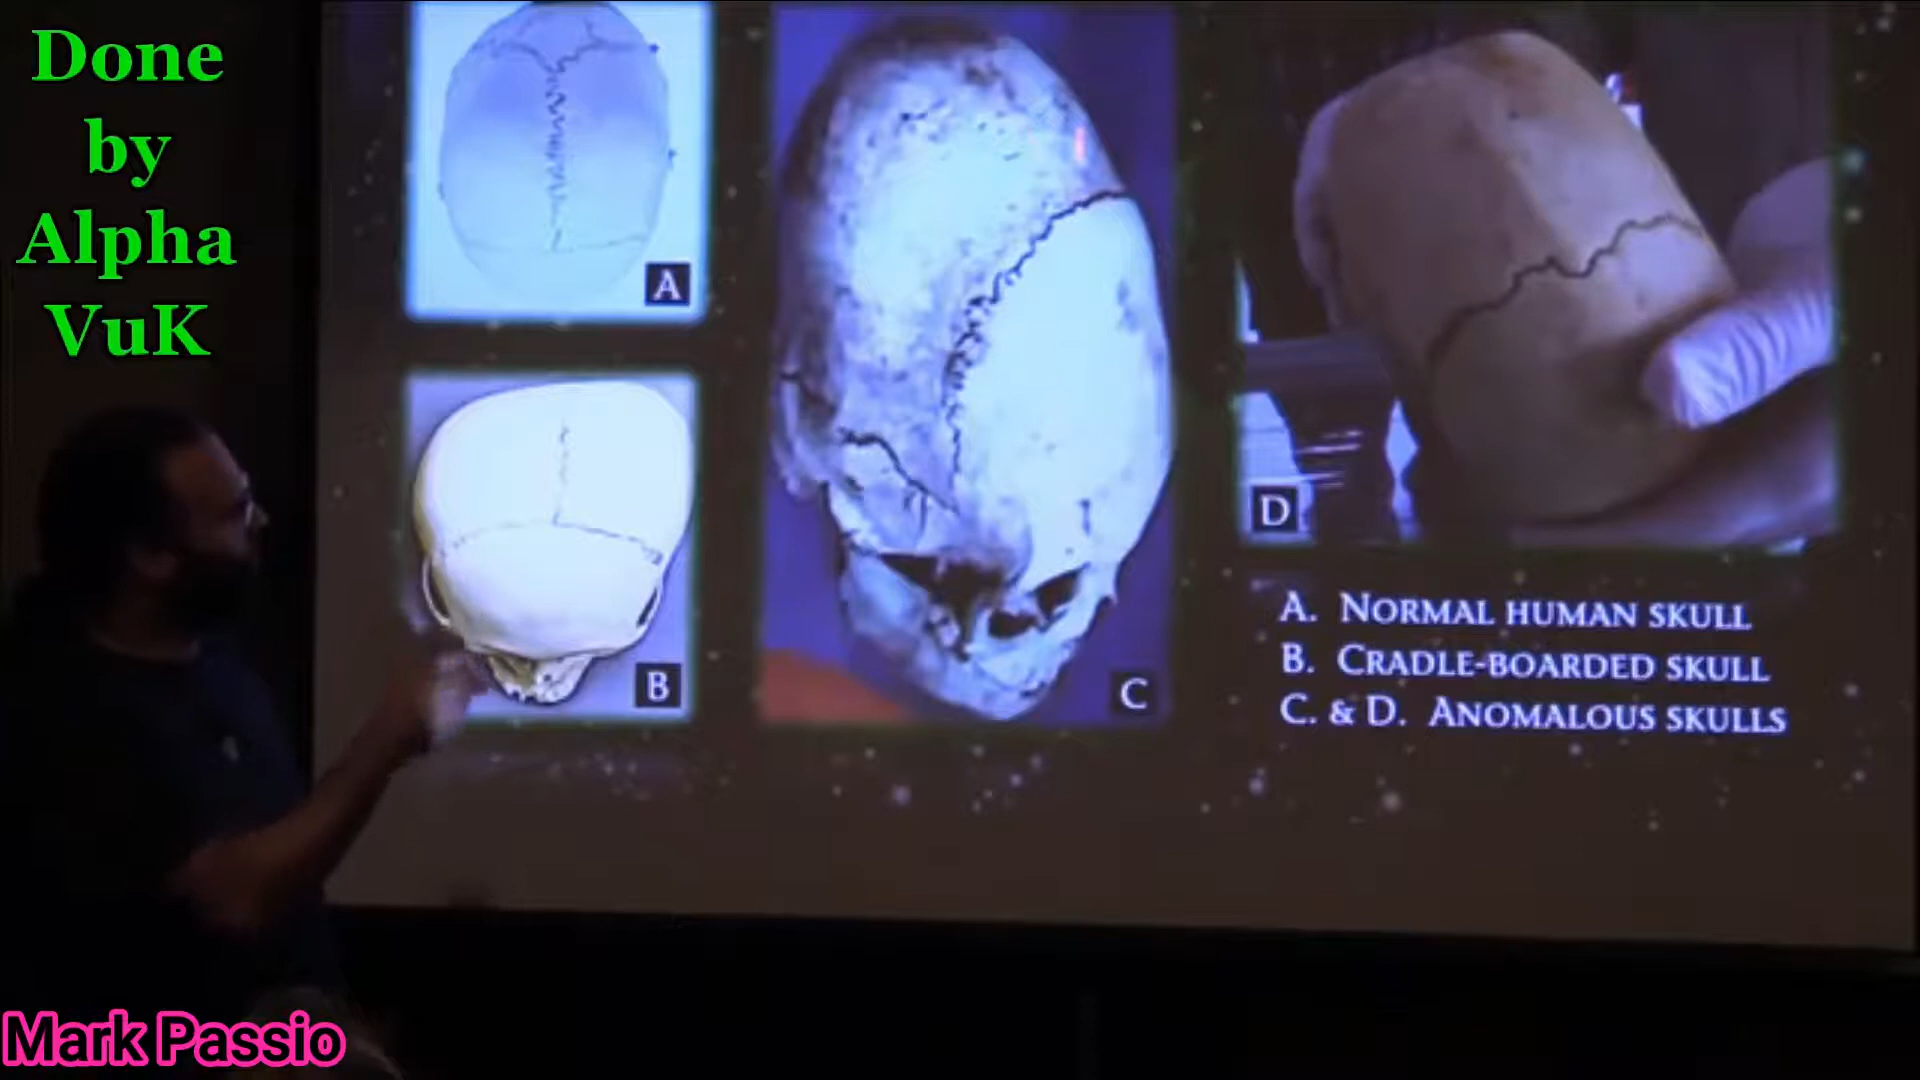 Done
by
Alpha
VuK
A
B
C
D
A. Normal human skull
B. Cradle-boarded skull
C. & D. Anomalous skulls
Mark Passio